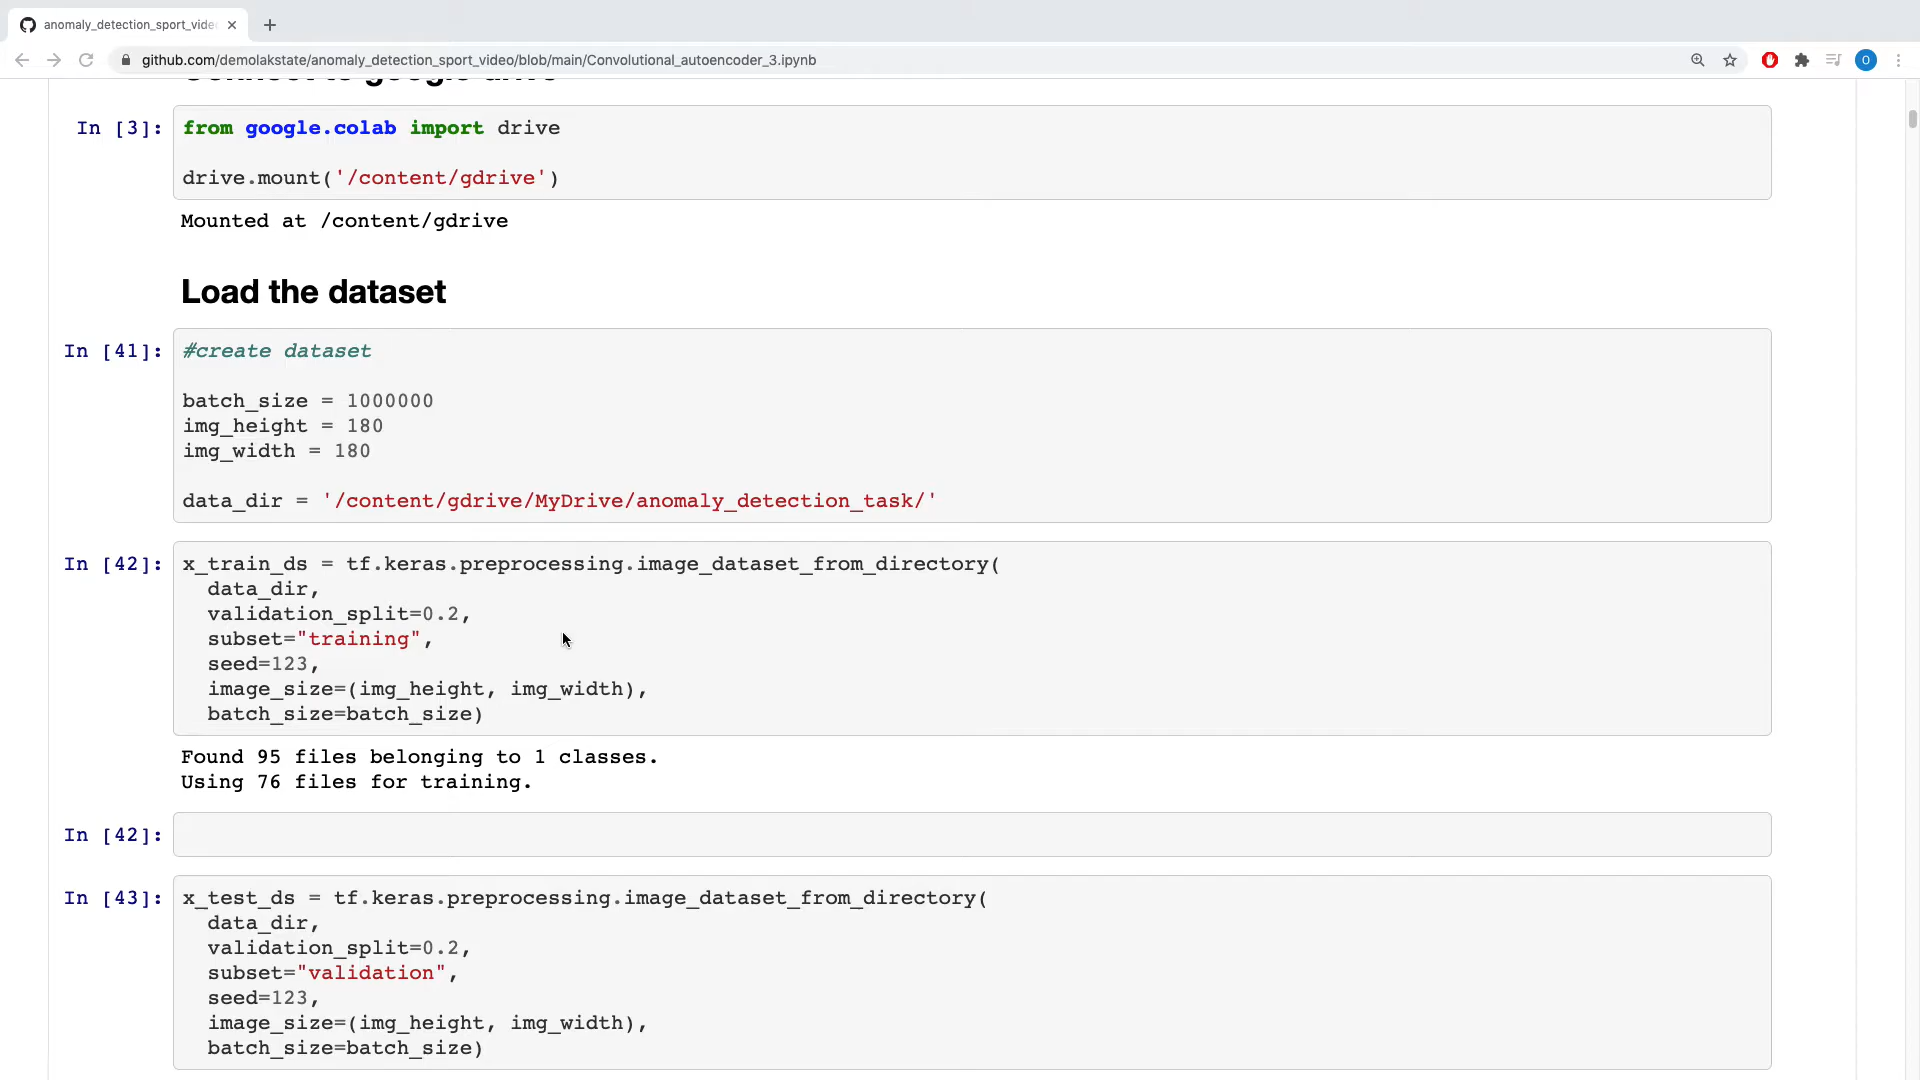 anomaly_detection_sport_vide
github.com/demolakstate/anomaly_detection_sport_video/blob/main/Convolutional_autoencoder_3.ipynb
O
Connect to google drive
In [3]:
from google.colab import drive
drive.mount('/content/gdrive')
Mounted at /content/gdrive
Load the dataset
In [41]:
#create dataset
batch_size = 1000000
img_height = 180
img_width = 180
data_dir = '/content/gdrive/MyDrive/anomaly_detection_task/'
In [42]:
x_train_ds = tf.keras.preprocessing.image_dataset_from_directory(
data_dir,
validation_split=0.2,
subset="training",
seed=123,
image_size=(img_height, img_width),
batch_size=batch_size)
Found 95 files belonging to 1 classes.
Using 76 files for training.
In [42]:
In [43]:
x_test_ds = tf.keras.preprocessing.image_dataset_from_directory(
data_dir,
validation_split=0.2,
subset="validation",
seed=123,
image_size=(img_height, img_width),
batch_size=batch_size)